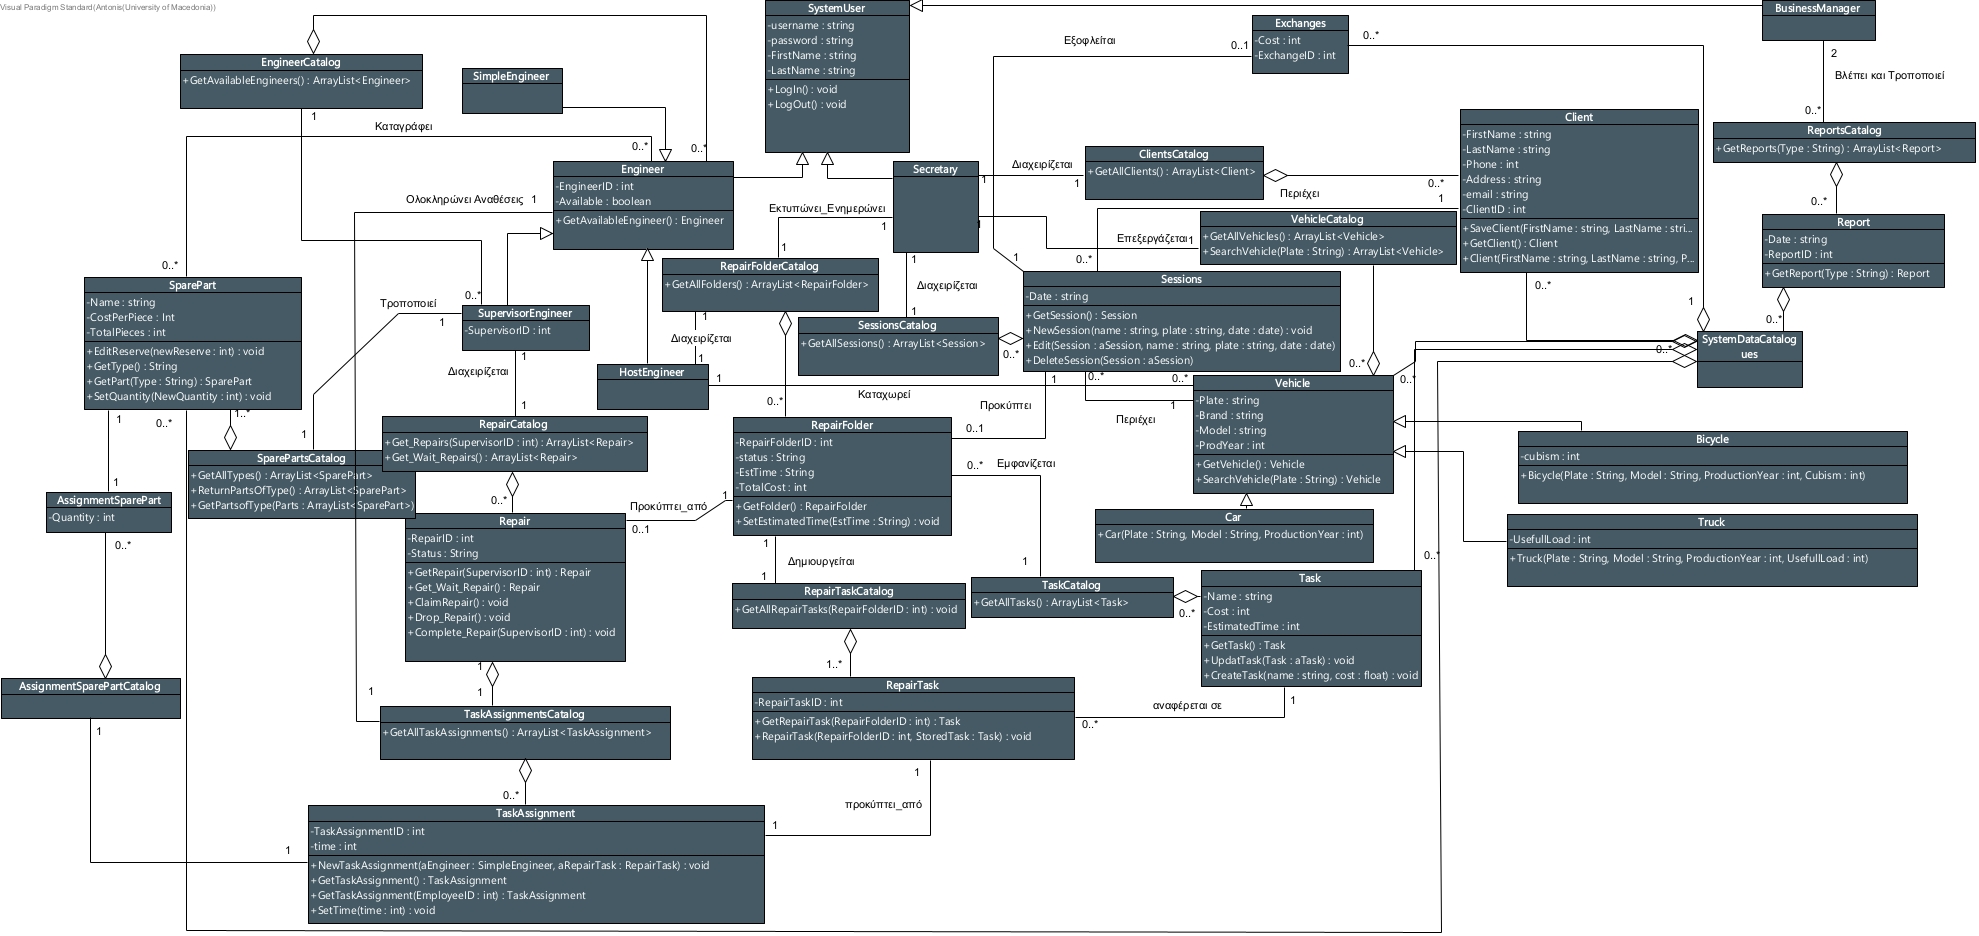 Visual Paradigm Standard(Antonis(University of Macedonia))
SystemUser
-username : string
-password : string
-FirstName : string
-LastName : string
+LogIn() : void
+LogOut() : void
BusinessManager
Exchanges
-Cost : int
-ExchangeID : int
Εξοφλείται
0..1
0..*
2
Βλέπει και Τροποποιεί
0..*
EngineerCatalog
+GetAvailableEngineers() : ArrayList<Engineer>
1
SimpleEngineer
Καταγράφει
0..*
0..*
Client
-FirstName : string
-LastName : string
-Phone : int
-Address : string
-email : string
-ClientID : int
+SaveClient(FirstName : string, LastName : stri...
+GetClient() : Client
+Client(FirstName : string, LastName : string, P...
ReportsCatalog
+GetReports(Type : String) : ArrayList<Report>
0..*
ClientsCatalog
+GetAllClients() : ArrayList<Client>
Διαχειρίζεται
1
1
Περιέχει
0..*
1
Engineer
-EngineerID : int
-Available : boolean
+GetAvailableEngineer() : Engineer
Ολοκληρώνει Αναθέσεις
1
Secretary
Εκτυπώνει_Ενημερώνει
1
1
1
VehicleCatalog
+GetAllVehicles() : ArrayList<Vehicle>
+SearchVehicle(Plate : String) : ArrayList<Vehicle>
Επεξεργάζεται
1
Report
-Date : string
-ReportID : int
+GetReport(Type : String) : Report
0..*
0..*
SparePart
-Name : string
-CostPerPiece : Int
-TotalPieces : int
+EditReserve(newReserve : int) : void
+GetType() : String
+GetPart(Type : String) : SparePart
+SetQuantity(NewQuantity : int) : void
RepairFolderCatalog
+GetAllFolders() : ArrayList<RepairFolder>
1
Διαχειρίζεται
1
1
Διαχειρίζεται
1
0..*
1
Sessions
-Date : string
+GetSession() : Session
+NewSession(name : string, plate : string, date : date) : void
+Edit(Session : aSession, name : string, plate : string, date : date)
+DeleteSession(Session : aSession)
0..*
1
SystemDataCatalogues
0..*
SupervisorEngineer
-SupervisorID : int
0..*
Τροποποιεί
1
1
Διαχειρίζεται
1
SessionsCatalog
+GetAllSessions() : ArrayList<Session>
0..*
HostEngineer
1
Καταχωρεί
1
0..*
0..*
0..*
0..*
Προκύπτει
0..1
Περιέχει
1
Vehicle
-Plate : string
-Brand : string
-Model : string
-ProdYear : int
+GetVehicle() : Vehicle
+SearchVehicle(Plate : String) : Vehicle
1
0..*
1..*
1
SparePartsCatalog
+GetAllTypes() : ArrayList<SparePart>
+ReturnPartsOfType() : ArrayList<SparePart>
+GetPartsofType(Parts : ArrayList<SparePart>)
RepairCatalog
+Get_Repairs(SupervisorID : int) : ArrayList<Repair>
+Get_Wait_Repairs() : ArrayList<Repair>
0..*
0..*
RepairFolder
-RepairFolderID : int
-status : String
-EstTime : String
-TotalCost : int
+GetFolder() : RepairFolder
+SetEstimatedTime(EstTime : String) : void
0..*
Εμφανίζεται
1
Bicycle
-cubism : int
+Bicycle(Plate : String, Model : String, ProductionYear : int, Cubism : int)
1
AssignmentSparePart
-Quantity : int
0..*
Repair
-RepairID : int
-Status : String
+GetRepair(SupervisorID : int) : Repair
+Get_Wait_Repair() : Repair
+ClaimRepair() : void
+Drop_Repair() : void
+Complete_Repair(SupervisorID : int) : void
Προκύπτει_από
1
0..1
Car
+Car(Plate : String, Model : String, ProductionYear : int)
Truck
-UsefullLoad : int
+Truck(Plate : String, Model : String, ProductionYear : int, UsefulLoad : int)
0..*
1
Δημιουργείται
1
RepairTaskCatalog
+GetAllRepairTasks(RepairFolderID : int) : void
1..*
TaskCatalog
+GetAllTasks() : ArrayList<Task>
0..*
Task
-Name : string
-Cost : int
-EstimatedTime : int
+GetTask() : Task
+UpdatTask(Task : aTask) : void
+CreateTask(name : string, cost : float) : void
1
AssignmentSparePartCatalog
1
1
1
1
RepairTask
-RepairTaskID : int
+GetRepairTask(RepairFolderID : int) : Task
+RepairTask(RepairFolderID : int, StoredTask : Task) : void
αναφέρεται σε
0..*
TaskAssignmentsCatalog
+GetAllTaskAssignments() : ArrayList<TaskAssignment>
0..*
1
προκύπτει_από
1
TaskAssignment
-TaskAssignmentID : int
-time : int
+NewTaskAssignment(aEngineer : SimpleEngineer, aRepairTask : RepairTask) : void
+GetTaskAssignment() : TaskAssignment
+GetTaskAssignment(EmployeeID : int) : TaskAssignment
+SetTime(time : int) : void
1